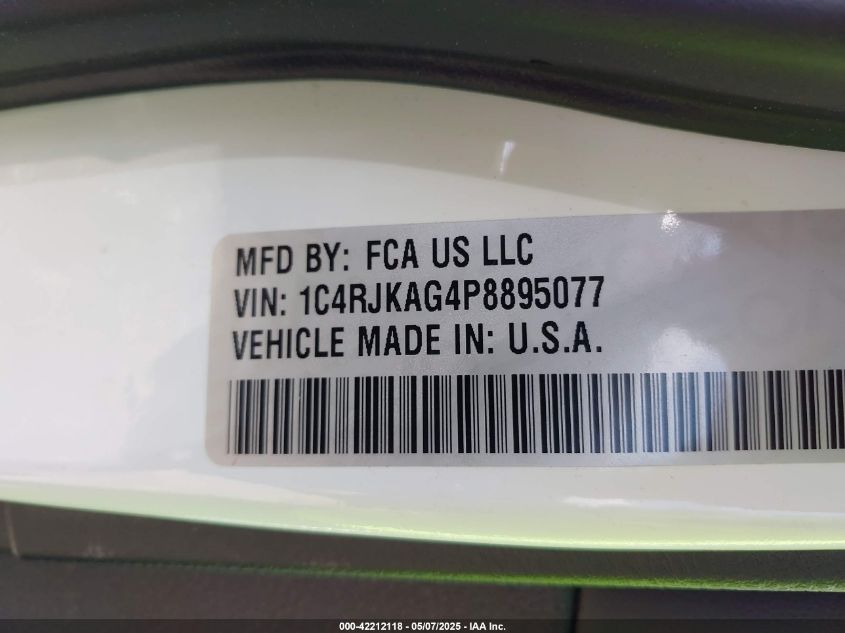 MFD BY: FCA US LLC
VIN: 1C4RJKAG4P8895077
VEHICLE MADE IN: U.S.A.
000-42212118 - 05/07/2025 - IAA Inc.